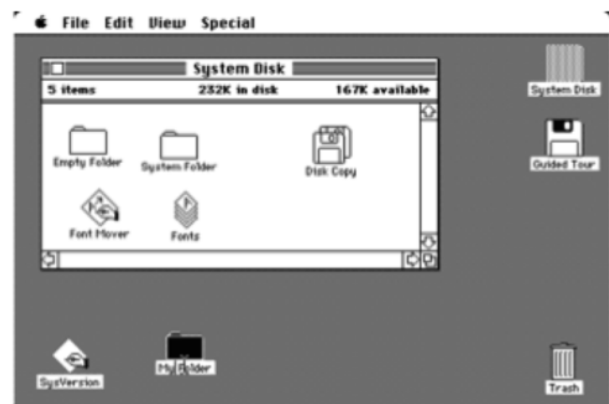 File Edit View Special
System Disk
5 items 232K in disk 167K available
Empty Folder System Folder Disk Copy
Font Mover Fonts
System Disk
Guided Tour
SysVersion My Folder Trash